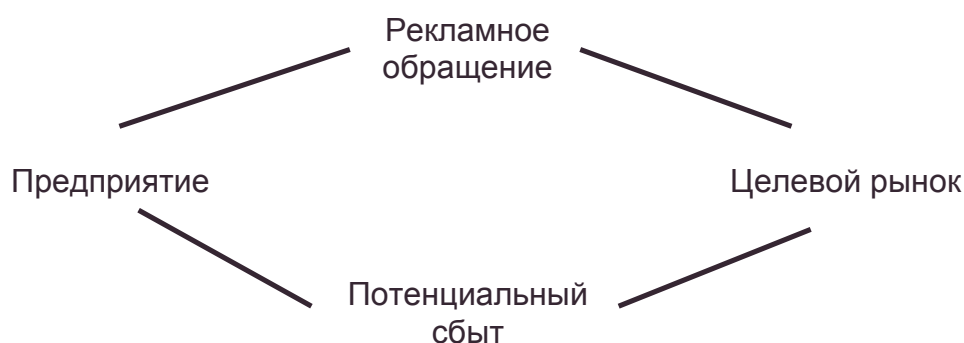 Рекламное
обращение
Предприятие
Целевой рынок
Потенциальный
сбыт